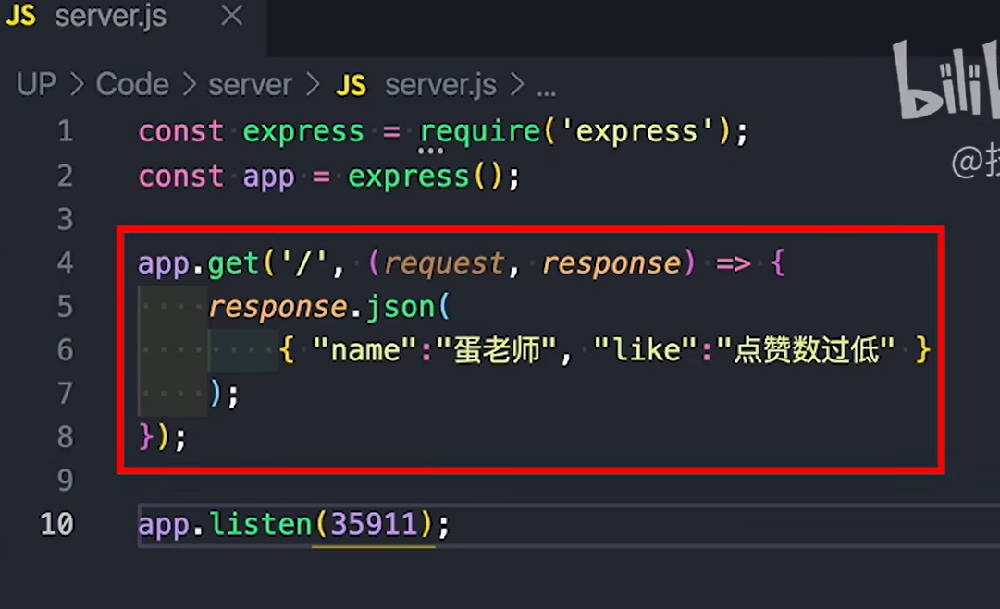 JS server.js ×
UP > Code > server > JS server.js > ...
1 const express = require('express');
2 const app = express();
3
4 app.get('/', (request, response) => {
5 response.json(
6 { "name":"蛋老师", "like":"点赞数过低" }
7 );
8 });
9
10 app.listen(35911);
bili
@技